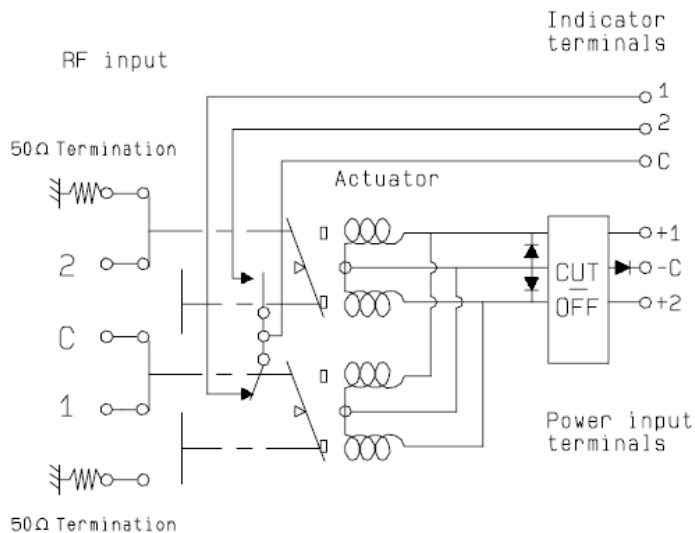 Indicator
terminals
RF input
1
2
C
50Ω Termination
Actuator
2
C
1
50Ω Termination
+1
-C
+2
CUT
OFF
Power input
terminals